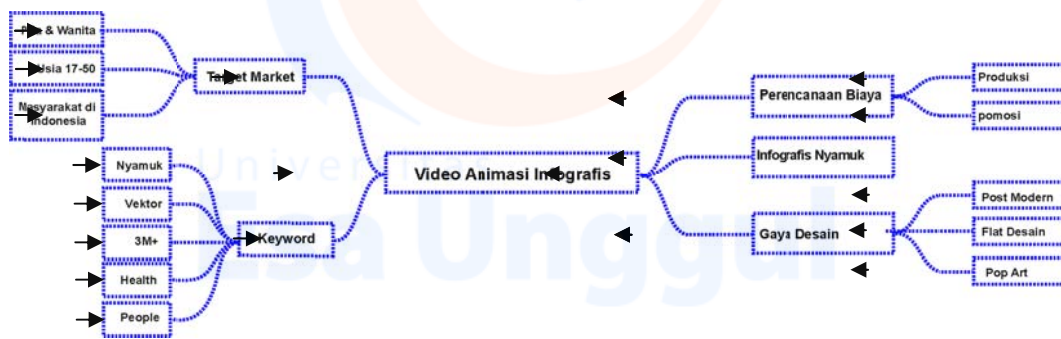 Pria & Wanita
Usia 17-50
Masyarakat di
Indonesia
Target Market
Nyamuk
Vektor
3M+
Health
People
Keyword
Universitas
Esa Unggul
Video Animasi Infografis
Perencanaan Biaya
Produksi
pomosi
Infografis Nyamuk
Gaya Desain
Post Modern
Flat Desain
Pop Art